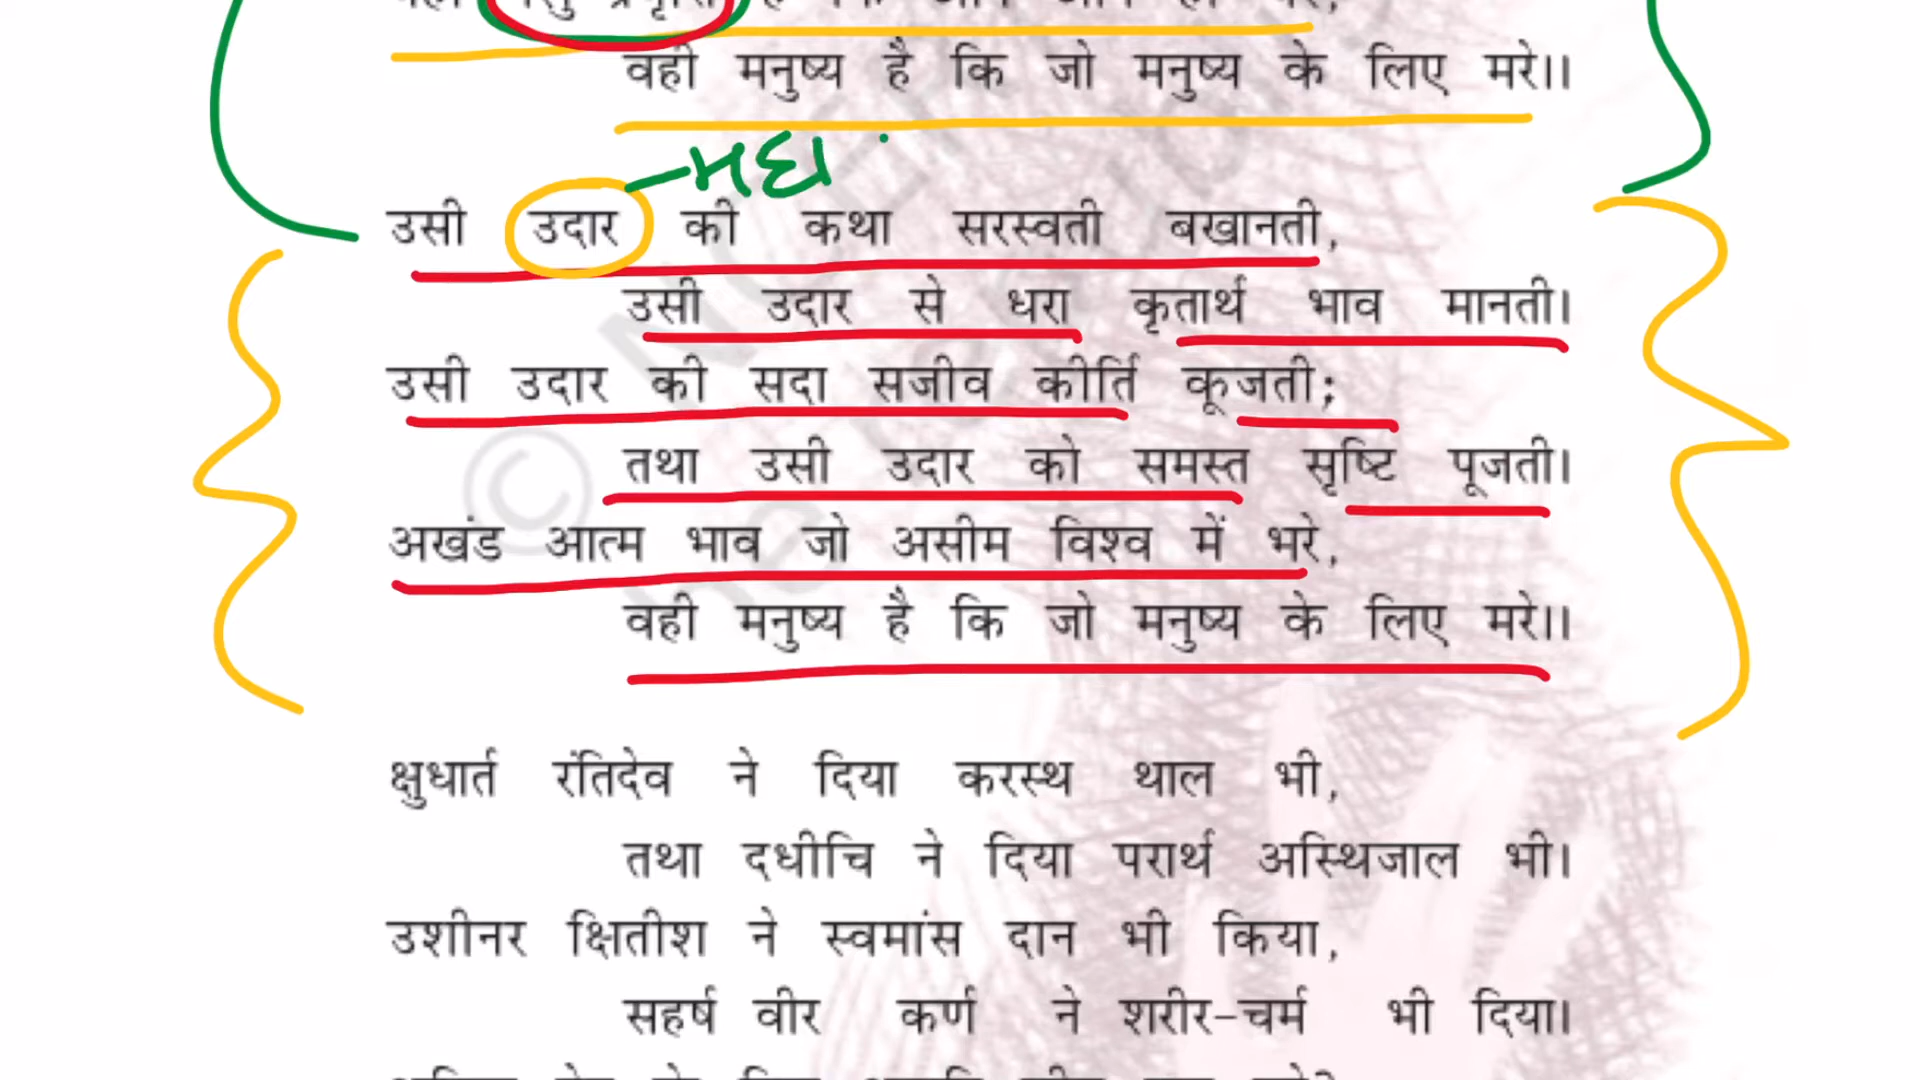 वही मनुष्य है कि जो मनुष्य के लिए मरे।।
उसी उदार की कथा सरस्वती बखानती,
उसी उदार से धरा कृतार्थ भाव मानती।
उसी उदार की सदा सजीव कीर्ति कूजती;
तथा उसी उदार को समस्त सृष्टि पूजती।
अखंड आत्म भाव जो असीम विश्व में भरे,
वही मनुष्य है कि जो मनुष्य के लिए मरे।।
क्षुधार्त रंतिदेव ने दिया करस्थ थाल भी,
तथा दधीचि ने दिया परार्थ अस्थिजाल भी।
उशीनर क्षितीश ने स्वमांस दान भी किया,
सहर्ष वीर कर्ण ने शरीर-चर्म भी दिया।